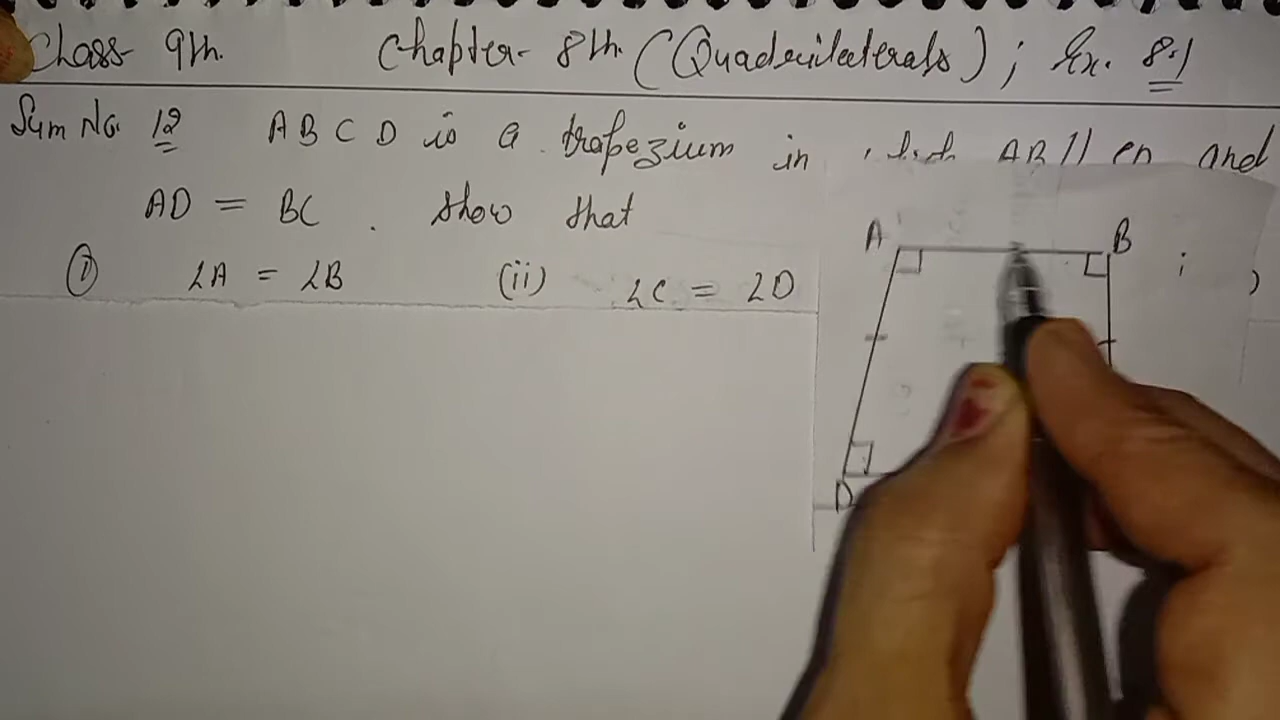 Class 9th. Chapter- 8th. (Quadrilaterals) ; Ex. 8.1
Sum No. 12 A B C D is a trapezium in AB || CD and
AD = BC . show that
(i) ∠A = ∠B (ii) ∠C = ∠D
A B
D